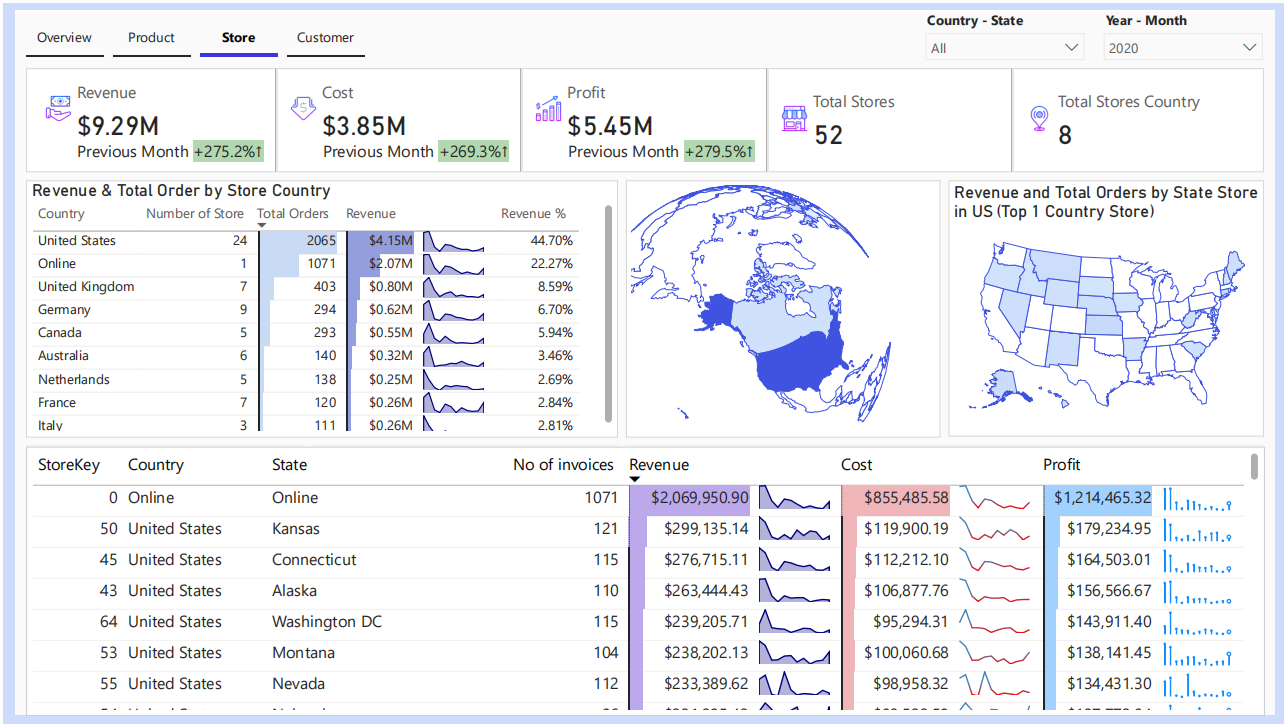 Country - State Year - Month
Overview Product Store Customer
All 2020
Revenue Cost Profit Total Stores Total Stores Country
$9.29M $3.85M $5.45M 52 8
Previous Month +275.2%↑ Previous Month +269.3%↑ Previous Month +279.5%↑
Revenue & Total Order by Store Country
Country Number of Store Total Orders Revenue Revenue %
United States 24 2065 $4.15M 44.70%
Online 1 1071 $2.07M 22.27%
United Kingdom 7 403 $0.80M 8.59%
Germany 9 294 $0.62M 6.70%
Canada 5 293 $0.55M 5.94%
Australia 6 140 $0.32M 3.46%
Netherlands 5 138 $0.25M 2.69%
France 7 120 $0.26M 2.84%
Italy 3 111 $0.26M 2.81%
Revenue and Total Orders by State Store
in US (Top 1 Country Store)
StoreKey Country State No of invoices Revenue Cost Profit
0 Online Online 1071 $2,069,950.90 $855,485.58 $1,214,465.32
50 United States Kansas 121 $299,135.14 $119,900.19 $179,234.95
45 United States Connecticut 115 $276,715.11 $112,212.10 $164,503.01
43 United States Alaska 110 $263,444.43 $106,877.76 $156,566.67
64 United States Washington DC 115 $239,205.71 $95,294.31 $143,911.40
53 United States Montana 104 $238,202.13 $100,060.68 $138,141.45
55 United States Nevada 112 $233,389.62 $98,958.32 $134,431.30